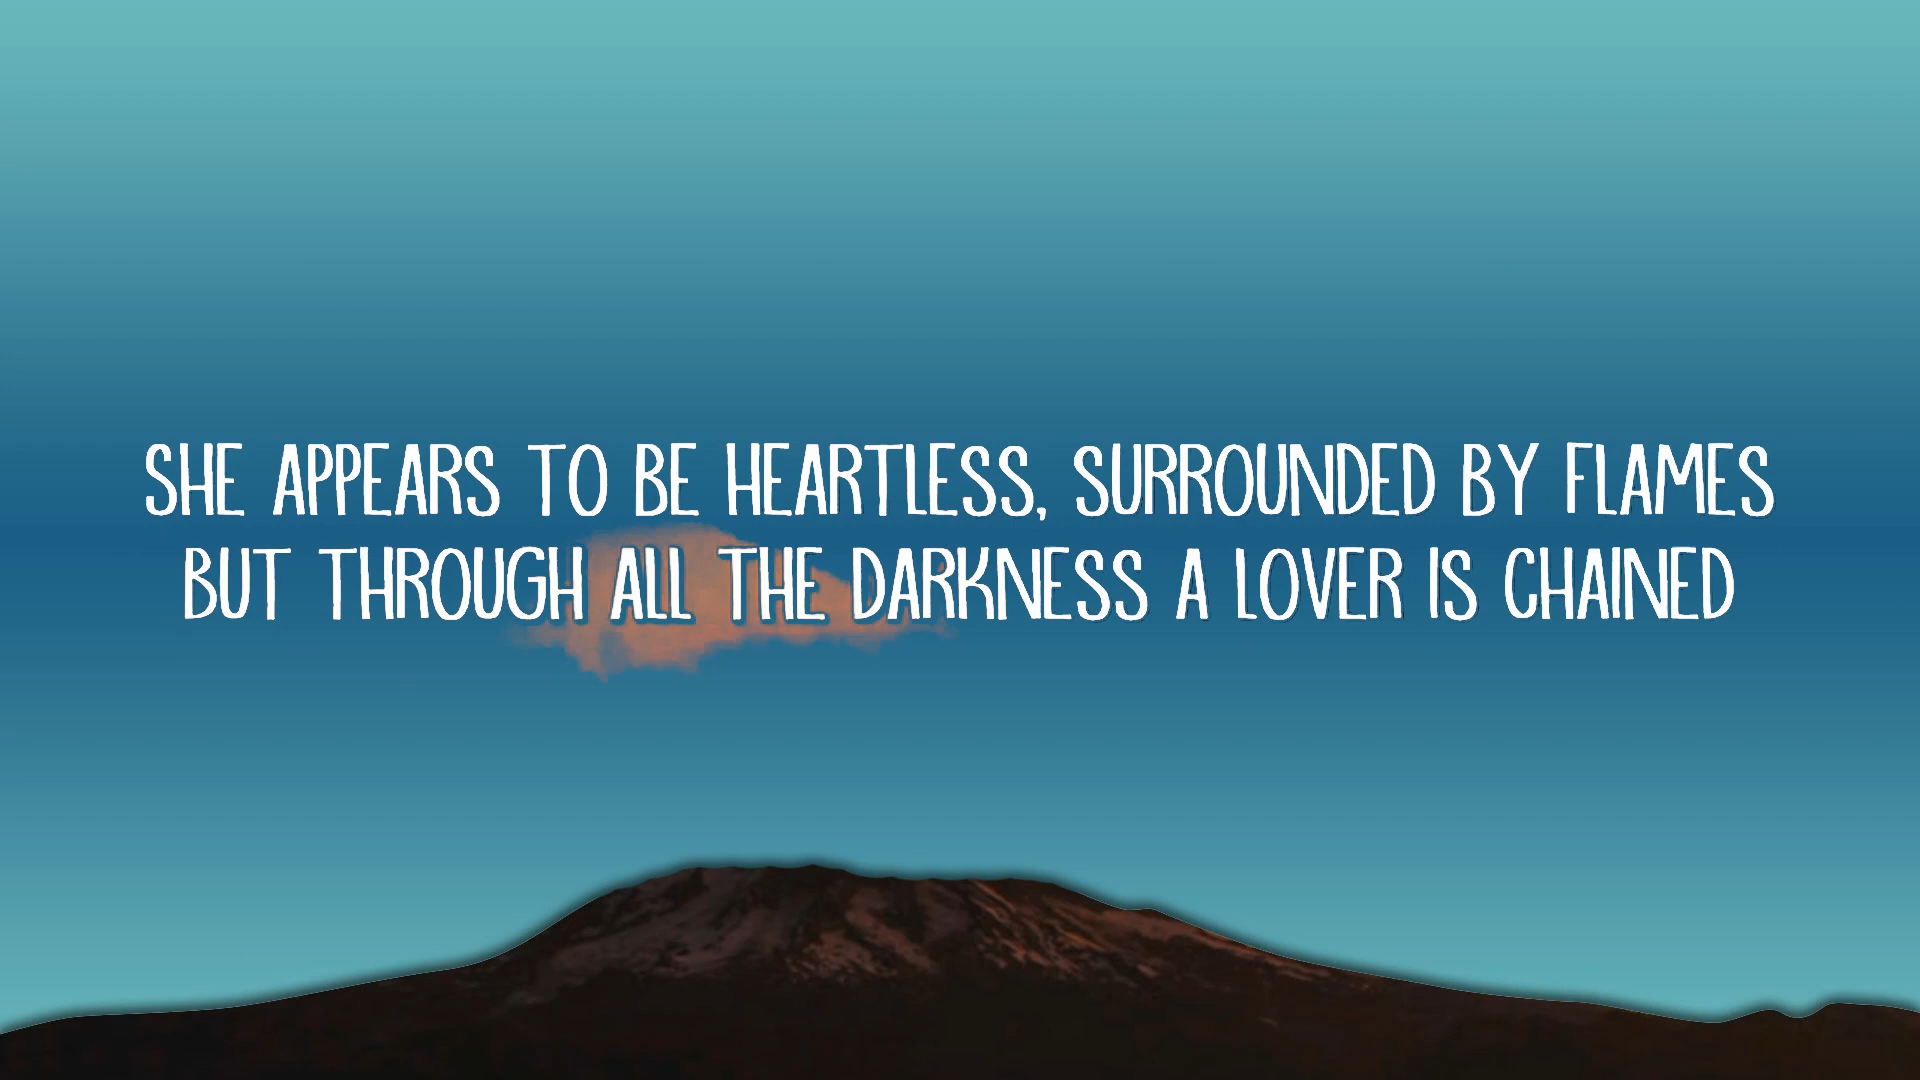 SHE APPEARS TO BE HEARTLESS, SURROUNDED BY FLAMES
BUT THROUGH ALL THE DARKNESS A LOVER IS CHAINED